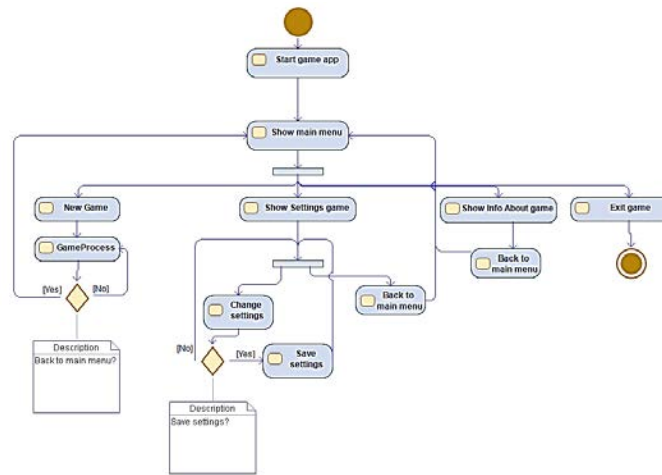 Start game app
Show main menu
New Game
Show Settings game
Show Info About game
Exit game
GameProcess
Back to
main menu
[Yes]
[No]
Change
settings
Back to
main menu
Description
Back to main menu?
[No]
[Yes]
Save
settings
Description
Save settings?